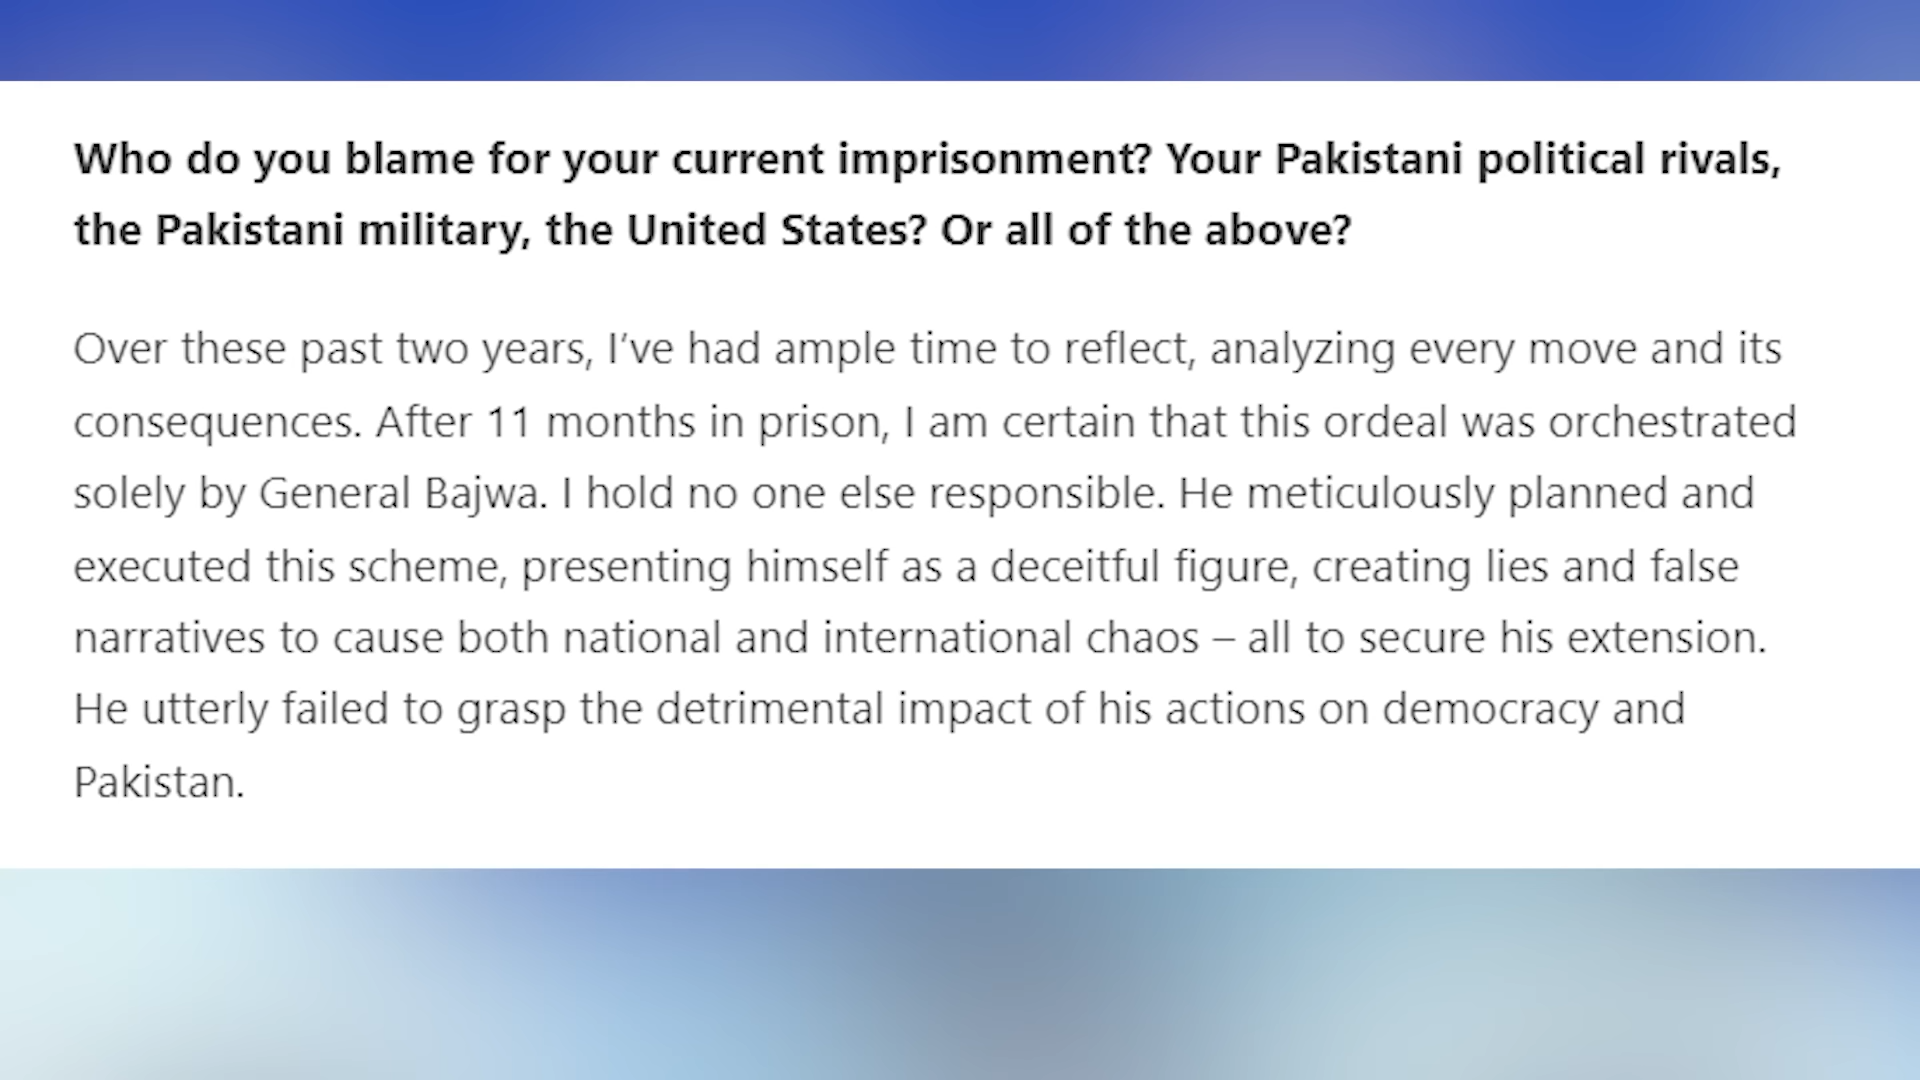 Who do you blame for your current imprisonment? Your Pakistani political rivals,
the Pakistani military, the United States? Or all of the above?
Over these past two years, I’ve had ample time to reflect, analyzing every move and its
consequences. After 11 months in prison, I am certain that this ordeal was orchestrated
solely by General Bajwa. I hold no one else responsible. He meticulously planned and
executed this scheme, presenting himself as a deceitful figure, creating lies and false
narratives to cause both national and international chaos – all to secure his extension.
He utterly failed to grasp the detrimental impact of his actions on democracy and
Pakistan.